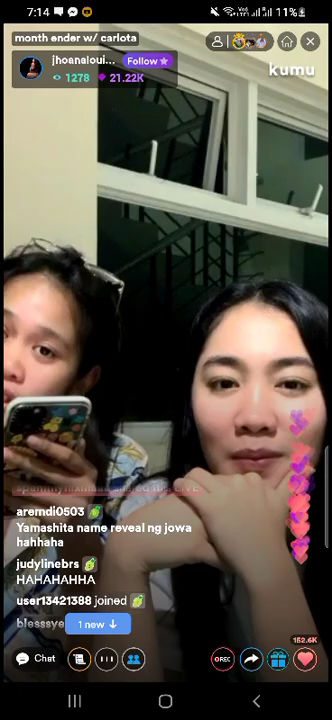 7:14
11%
month ender w/ carlota
jhoanaloui... Follow
1278 21.22K
kumu
aremdi0503
Yamashita name reveal ng jowa
hahhaha
judylinebrs
HAHAHAHHA
user13421388 joined
blesssye
1 new ↓
152.6K
Chat
REC